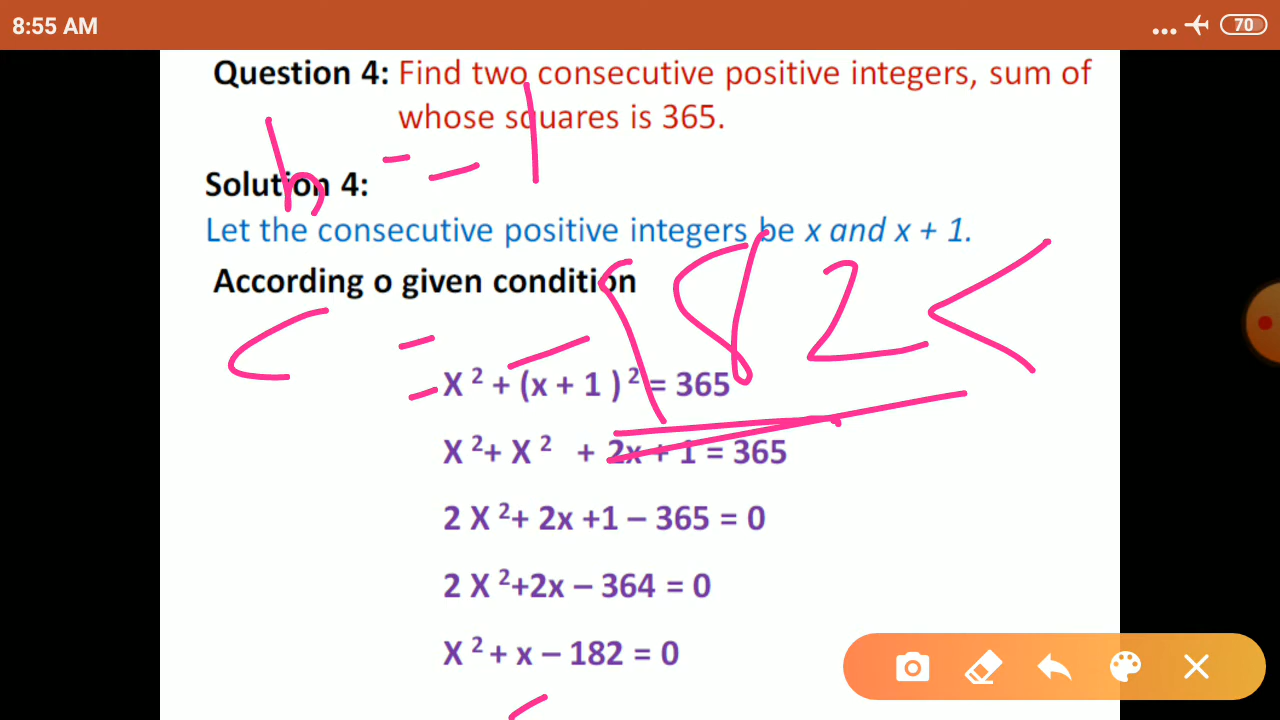 8:55 AM 70
Question 4: Find two consecutive positive integers, sum of
whose squares is 365.
b = - 1
Solution 4:
Let the consecutive positive integers be x and x + 1.
According o given condition
c = - 182
X ² + (x + 1 ) ² = 365
X ²+ X ² + 2x + 1 = 365
2 X ²+ 2x +1 – 365 = 0
2 X ²+2x – 364 = 0
X ² + x – 182 = 0